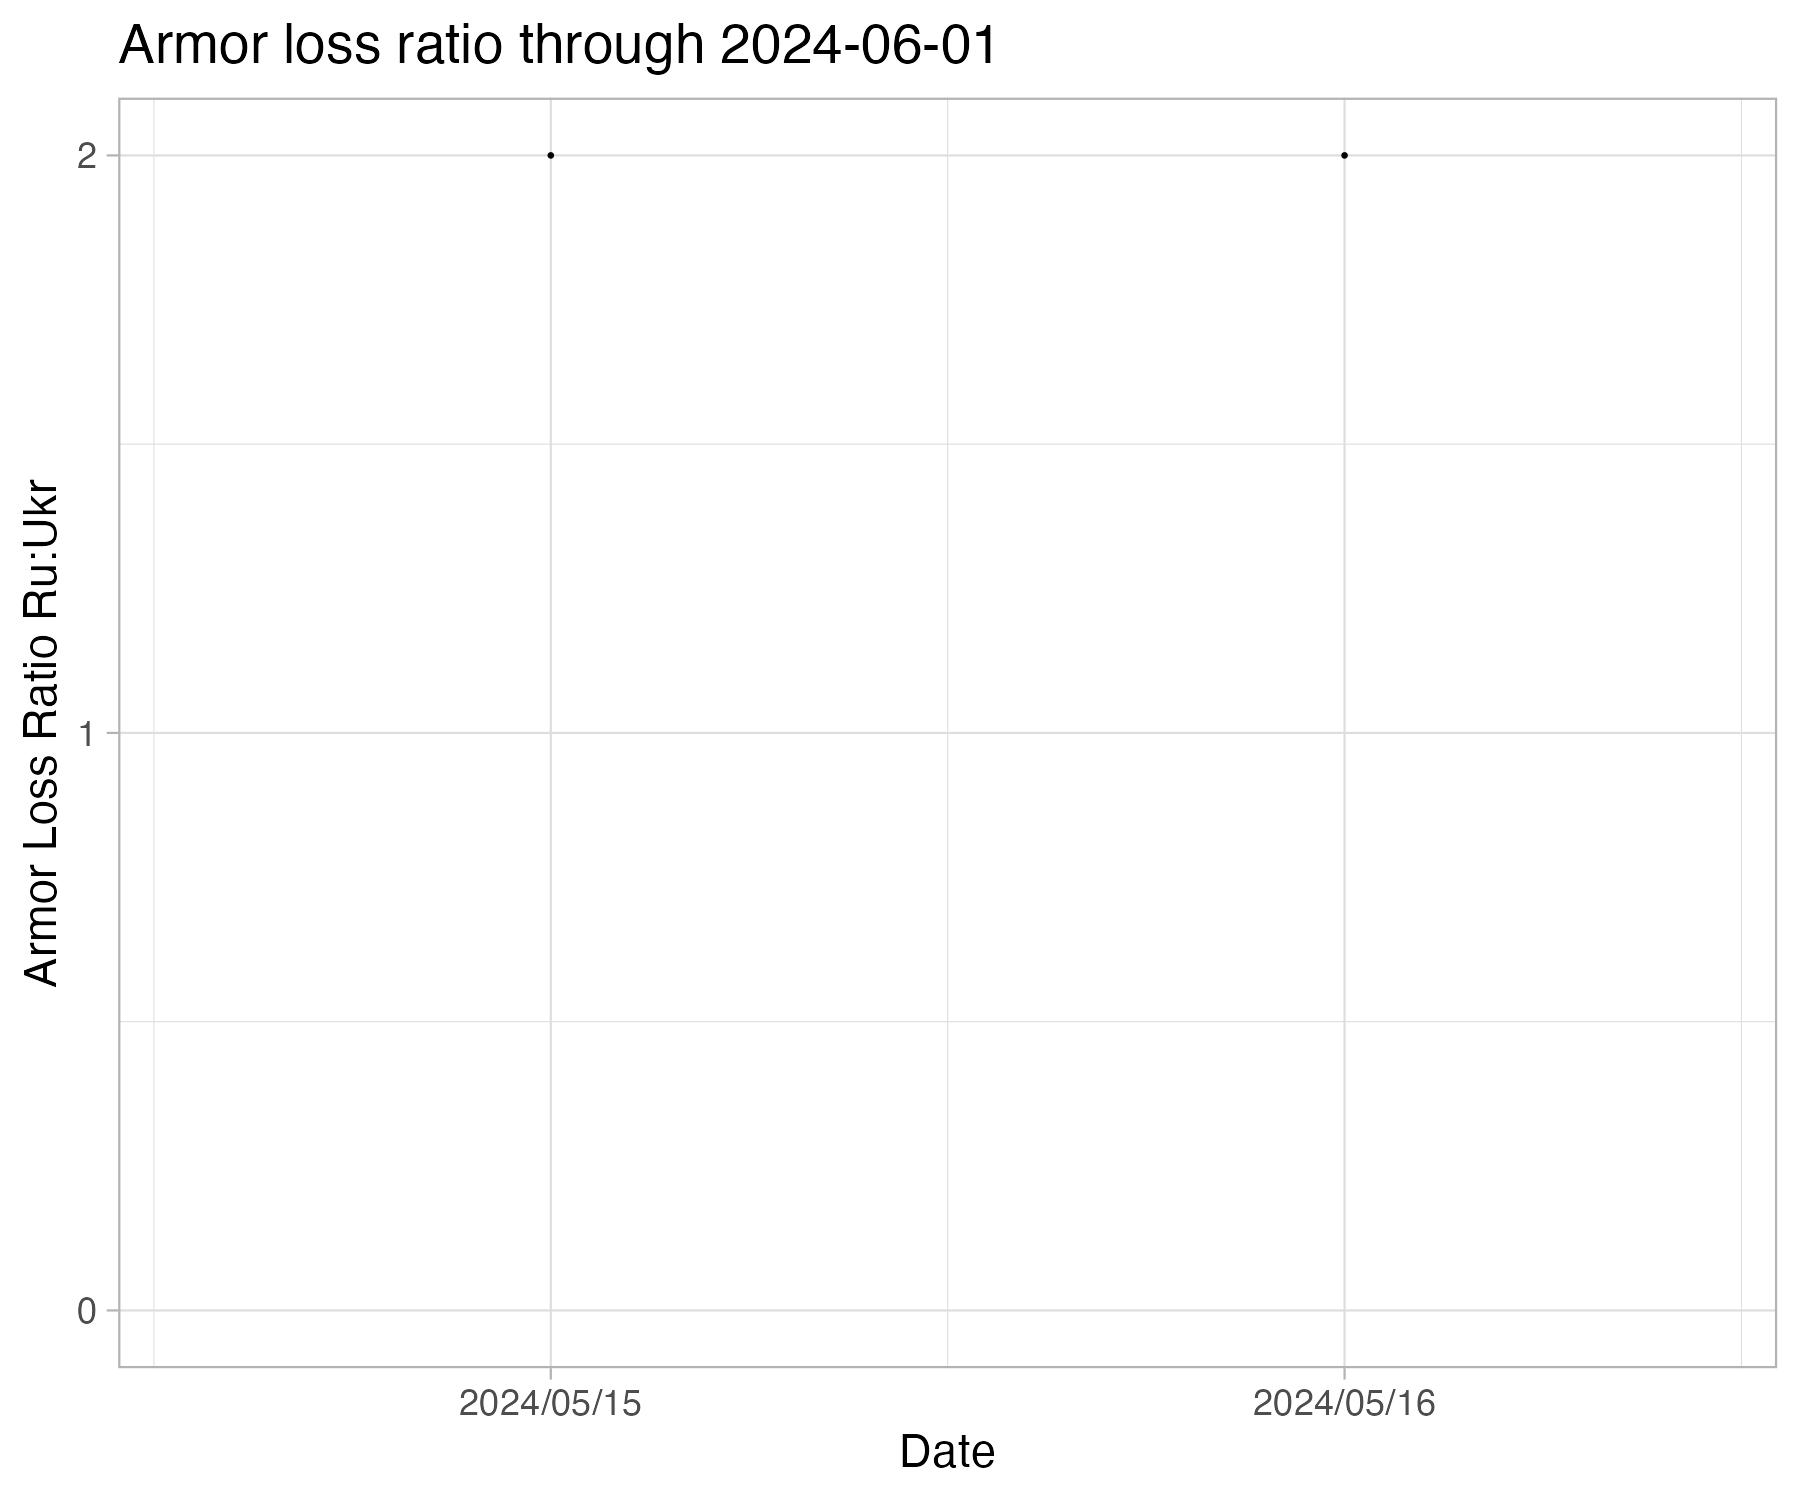 Armor loss ratio through 2024-06-01
Armor Loss Ratio Ru:Ukr
2
1
0
2024/05/15
2024/05/16
Date